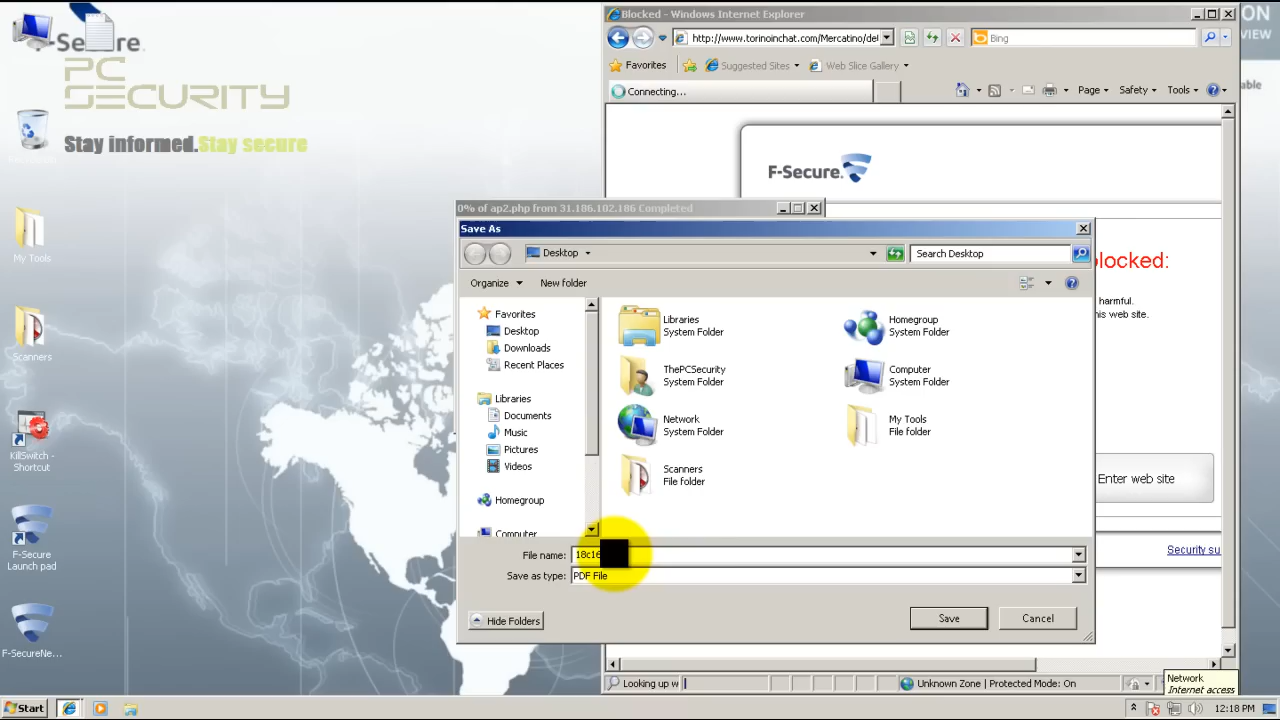 F-Secure.
PC
SECURITY
Stay informed.Stay secure
My Tools
Scanners
KillSwitch -
Shortcut
F-Secure
Launch pad
F-SecureNe...
Blocked - Windows Internet Explorer
http://www.torinoinchat.com/Mercatino/del
Bing
Favorites
Suggested Sites
Web Slice Gallery
Connecting...
Page
Safety
Tools
F-Secure.
ON
VIEW
able
0% of ap2.php from 31.186.102.186 Completed
Save As
Desktop
Search Desktop
Organize
New folder
Favorites
Desktop
Downloads
Recent Places
Libraries
Documents
Music
Pictures
Videos
Homegroup
Computer
Libraries
System Folder
Homegroup
System Folder
ThePCSecurity
System Folder
Computer
System Folder
Network
System Folder
My Tools
File folder
Scanners
File folder
File name:
18c16
Save as type:
PDF File
Hide Folders
Save
Cancel
blocked:
harmful.
his web site.
Enter web site
Security su
Looking up w
Unknown Zone | Protected Mode: On
Network
Internet access
Start
12:18 PM